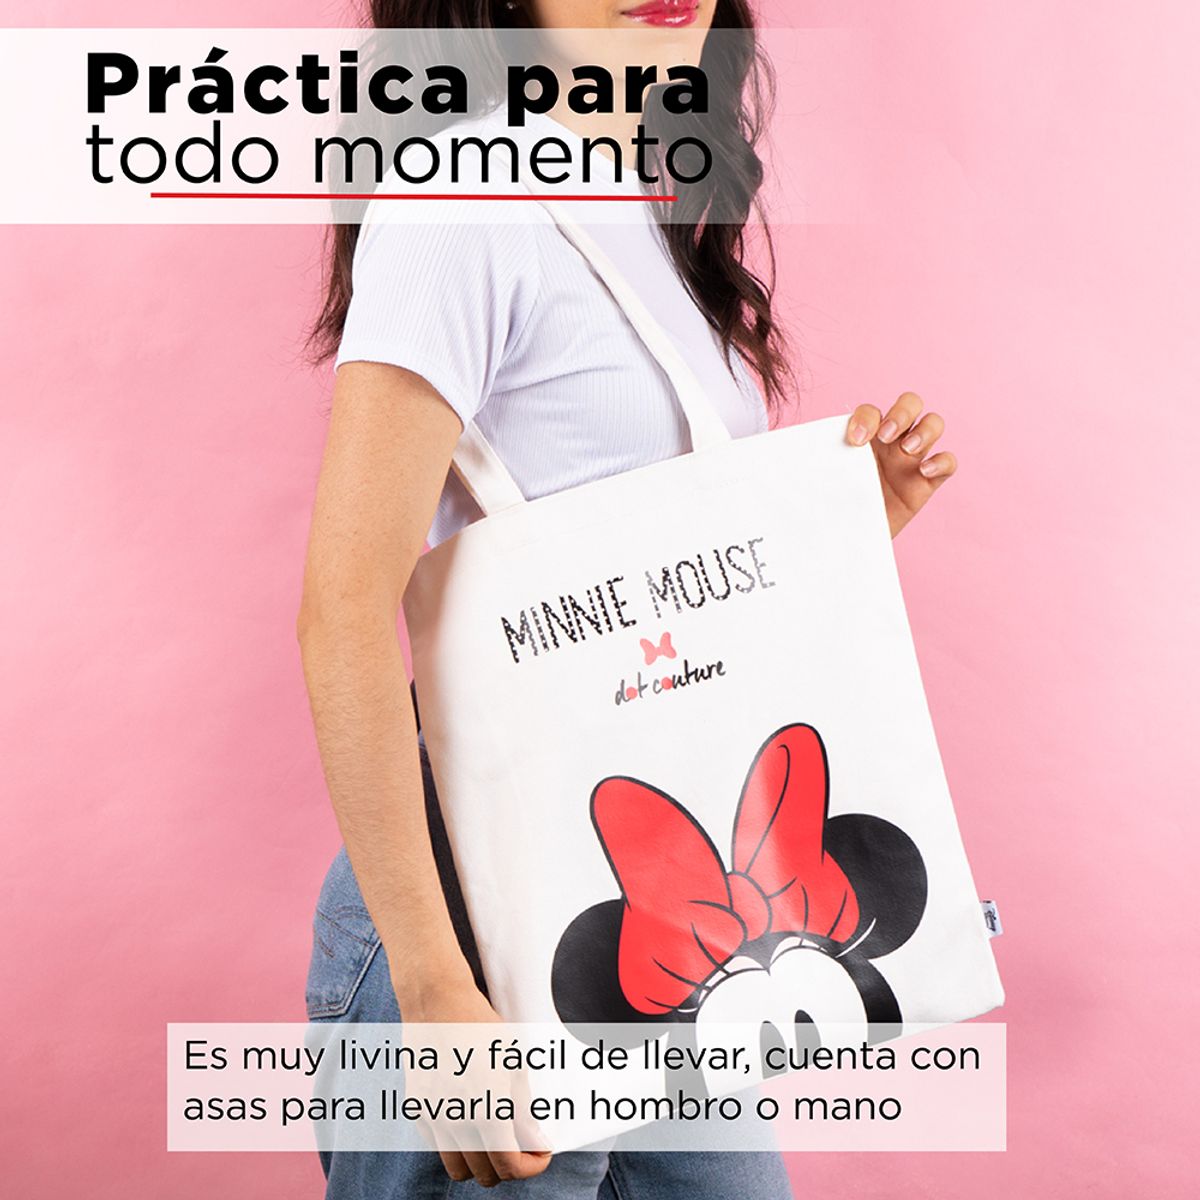 Práctica para
todo momento
MINNIE MOUSE
dot couture
Es muy livina y fácil de llevar, cuenta con
asas para llevarla en hombro o mano